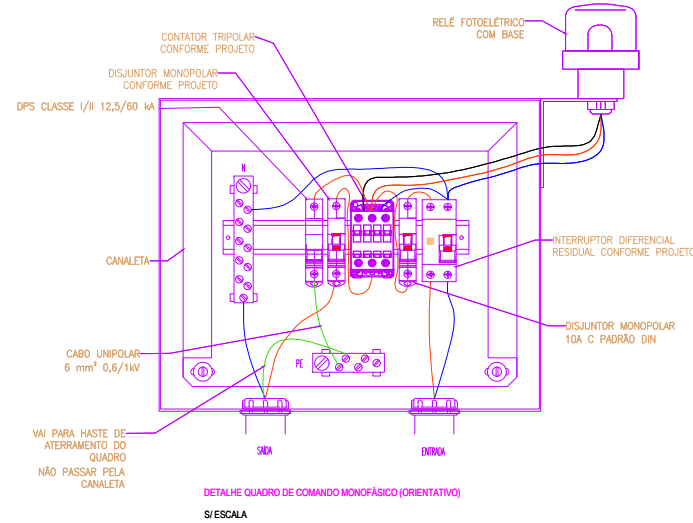 RELÉ FOTOELÉTRICO
COM BASE
CONTATOR TRIPOLAR
CONFORME PROJETO
DISJUNTOR MONOPOLAR
CONFORME PROJETO
DPS CLASSE I/II 12,5/60 kA
N
CANALETA
INTERRUPTOR DIFERENCIAL
RESIDUAL CONFORME PROJETO
DISJUNTOR MONOPOLAR
10A C PADRÃO DIN
CABO UNIPOLAR
6 mm² 0,6/1kV
PE
VAI PARA HASTE DE
ATERRAMENTO DO
QUADRO
NÃO PASSAR PELA
CANALETA
SAÍDA
ENTRADA
DETALHE QUADRO DE COMANDO MONOFÁSICO (ORIENTATIVO)
S/ ESCALA